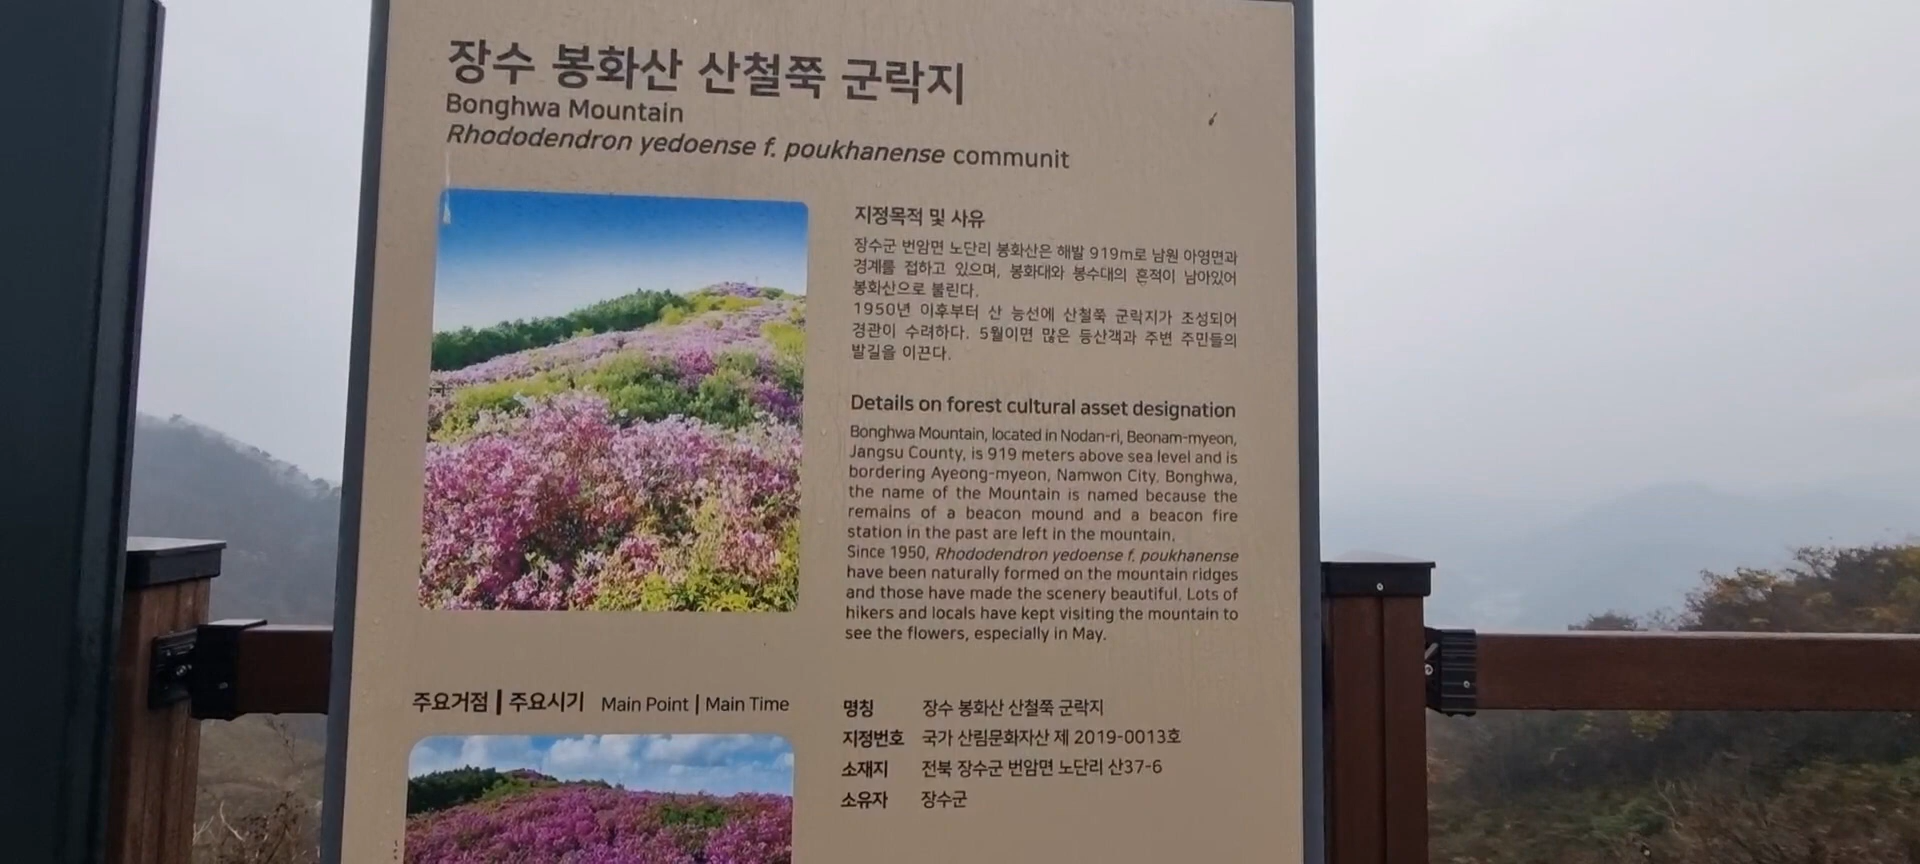 장수 봉화산 산철쭉 군락지
Bonghwa Mountain
Rhododendron yedoense f. poukhanense communit
지정목적 및 사유
장수군 번암면 노단리 봉화산은 해발 919m로 남원 아영면과
경계를 접하고 있으며, 봉화대와 봉수대의 흔적이 남아있어
봉화산으로 불린다.
1950년 이후부터 산 능선에 산철쭉 군락지가 조성되어
경관이 수려하다. 5월이면 많은 등산객과 주변 주민들의
발길을 이끈다.
Details on forest cultural asset designation
Bonghwa Mountain, located in Nodan-ri, Beonam-myeon,
Jangsu County, is 919 meters above sea level and is
bordering Ayeong-myeon, Namwon City. Bonghwa,
the name of the Mountain is named because the
remains of a beacon mound and a beacon fire
station in the past are left in the mountain.
Since 1950, Rhododendron yedoense f. poukhanense
have been naturally formed on the mountain ridges
and those have made the scenery beautiful. Lots of
hikers and locals have kept visiting the mountain to
see the flowers, especially in May.
주요거점 | 주요시기 Main Point | Main Time
명칭 장수 봉화산 산철쭉 군락지
지정번호 국가 산림문화자산 제 2019-0013호
소재지 전북 장수군 번암면 노단리 산37-6
소유자 장수군